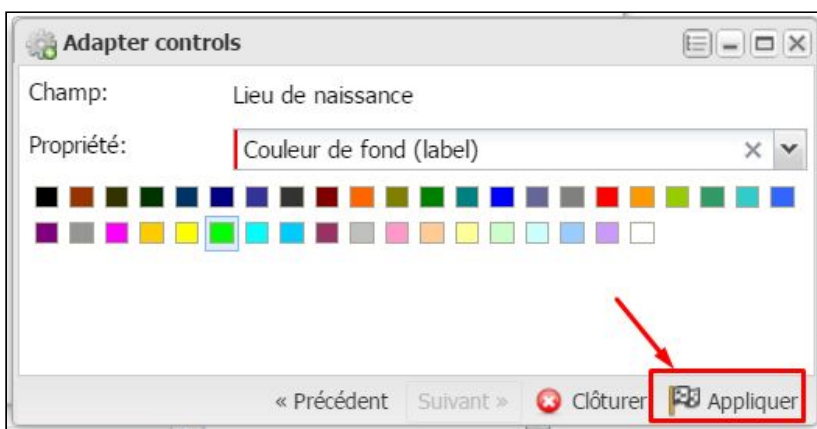 Adapter controls
Champ: Lieu de naissance
Propriété: Couleur de fond (label)
« Précédent Suivant » Clôturer Appliquer